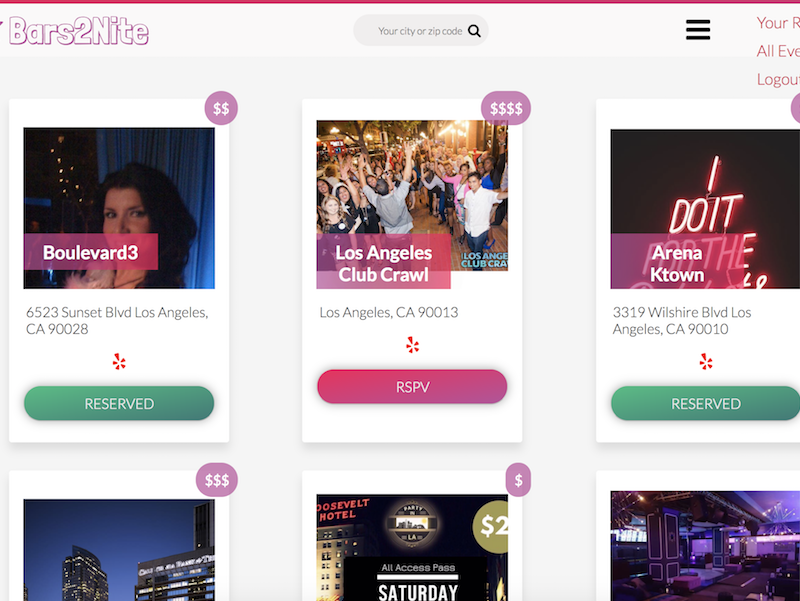 Bars2Nite
Your city or zip code
Your R
All Eve
Logout
$$
Boulevard3
6523 Sunset Blvd Los Angeles,
CA 90028
RESERVED
$$$$
LOS ANGE
CLUB CRA
Los Angeles
Club Crawl
Los Angeles, CA 90013
RSPV
I
DO IT
FOR THE
Arena
Ktown
3319 Wilshire Blvd Los
Angeles, CA 90010
RESERVED
$$$
$
OOSEVELT
HOTEL
PARTY
IN
LA
$2
All Access Pass
SATURDAY